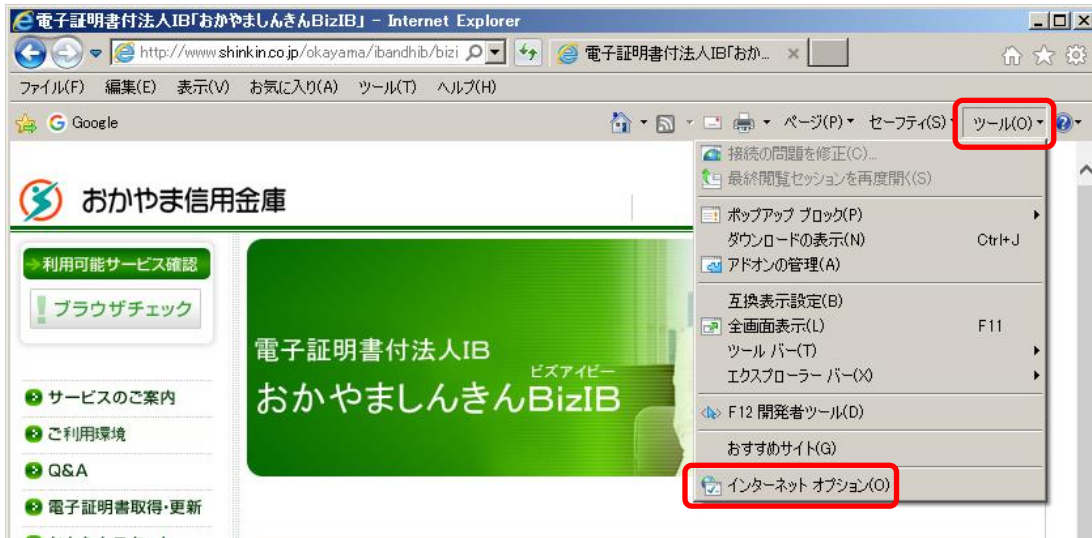 電子証明書付法人IB「おかやましんきんBizIB」 - Internet Explorer
http://www.shinkin.co.jp/okayama/ibandhib/bizi
電子証明書付法人IB「おか...
ファイル(F) 編集(E) 表示(V) お気に入り(A) ツール(T) ヘルプ(H)
Google
ページ(P) セーフティ(S) ツール(O)
接続の問題を修正(C)...
最終閲覧セッションを再度開く(S)
ポップアップ ブロック(P)
ダウンロードの表示(N) Ctrl+J
アドオンの管理(A)
互換表示設定(B)
全画面表示(L) F11
ツール バー(T)
エクスプローラー バー(X)
F12 開発者ツール(D)
おすすめサイト(G)
インターネット オプション(O)
おかやま信用金庫
利用可能サービス確認
ブラウザチェック
サービスのご案内
ご利用環境
Q&A
電子証明書取得・更新
電子証明書付法人IB
ビズアイビー
おかやましんきんBizIB